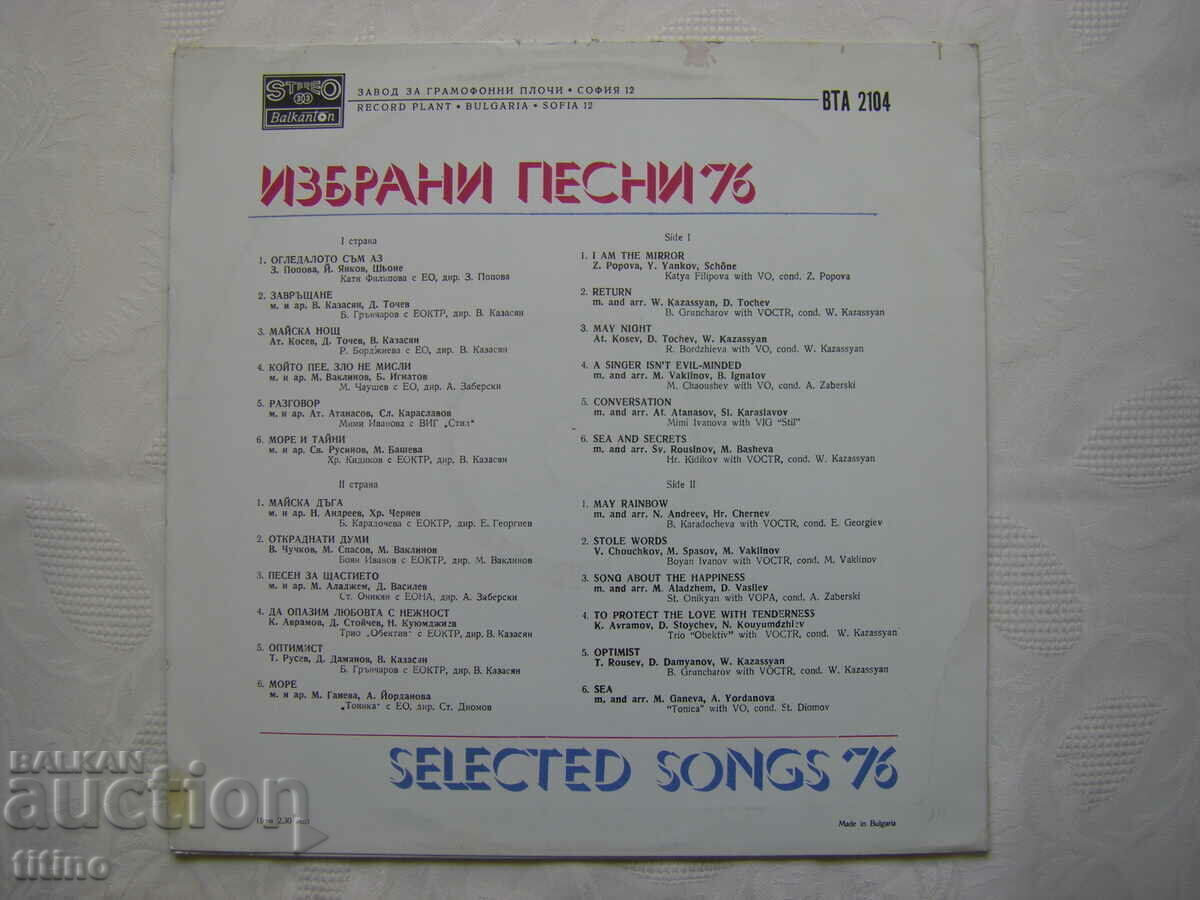 STEREO
33
Balkanton
ЗАВОД ЗА ГРАМОФОННИ ПЛОЧИ • СОФИЯ 12
RECORD PLANT • BULGARIA • SOFIA 12
ВТА 2104
ИЗБРАНИ ПЕСНИ '76
I страна
1. ОГЛЕДАЛОТО СЪМ АЗ
З. Попова, Й. Янков, Шьоне
Катя Филипова с ЕО, дир. З. Попова
2. ЗАВРЪЩАНЕ
м. и ар. В. Казасян, Д. Точев
Б. Грънчаров с ЕОКТР, дир. В. Казасян
3. МАЙСКА НОЩ
Ат. Косев, Д. Точев, В. Казасян
Р. Борджиева с ЕО, дир. В. Казасян
4. КОЙТО ПЕЕ, ЗЛО НЕ МИСЛИ
м. и ар. М. Ваклинов, Б. Игнатов
М. Чаушев с ЕО, дир. А. Заберски
5. РАЗГОВОР
м. и ар. Ат. Атанасов, Сл. Караславов
Мими Иванова с ВИГ „Стил“
6. МОРЕ И ТАЙНИ
м. и ар. Св. Русинов, М. Башева
Хр. Кидиков с ЕОКТР, дир. В. Казасян
II страна
1. МАЙСКА ДЪГА
м. и ар. Н. Андреев, Хр. Чернев
Б. Карадочева с ЕОКТР, дир. Е. Георгиев
2. ОТКРАДНАТИ ДУМИ
В. Чучков, М. Спасов, М. Ваклинов
Боян Иванов с ЕОКТР, дир. М. Ваклинов
3. ПЕСЕН ЗА ЩАСТИЕТО
м. и ар. М. Аладжем, Д. Василев
Ст. Оникян с ЕОНА, дир. А. Заберски
4. ДА ОПАЗИМ ЛЮБОВТА С НЕЖНОСТ
К. Аврамов, Д. Стойчев, Н. Куюмджиев
Трио „Обектив“ с ЕОКТР, дир. В. Казасян
5. ОПТИМИСТ
Т. Русев, Д. Дамянов, В. Казасян
Б. Грънчаров с ЕОКТР, дир. В. Казасян
6. МОРЕ
м. и ар. М. Ганева, А. Йорданова
„Тоника“ с ЕО, дир. Ст. Диомов
Side I
1. I AM THE MIRROR
Z. Popova, Y. Yankov, Schöne
Katya Filipova with VO, cond. Z. Popova
2. RETURN
m. and arr. W. Kazassyan, D. Tochev
B. Gruncharov with VOCTR, cond. W. Kazassyan
3. MAY NIGHT
At. Kosev, D. Tochev, W. Kazassyan
R. Bordzhieva with VO, cond. W. Kazassyan
4. A SINGER ISN'T EVIL-MINDED
m. and arr. M. Vaklinov, B. Ignatov
M. Chaoushev with VO, cond. A. Zaberski
5. CONVERSATION
m. and arr. At. Atanasov, Sl. Karaslavov
Mimi Ivanova with VIG "Stil"
6. SEA AND SECRETS
m. and arr. Sv. Rousinov, M. Basheva
Hr. Kidikov with VOCTR, cond. W. Kazassyan
Side II
1. MAY RAINBOW
m. and arr. N. Andreev, Hr. Chernev
B. Karadocheva with VOCTR, cond. E. Georgiev
2. STOLE WORDS
V. Chouchkov, M. Spasov, M. Vaklinov
Boyan Ivanov with VOCTR, cond. M. Vaklinov
3. SONG ABOUT THE HAPPINESS
m. and arr. M. Aladzhem, D. Vasilev
St. Onikyan with VOPA, cond, A. Zaberski
4. TO PROTECT THE LOVE WITH TENDERNESS
K. Avramov, D. Stoychev, N. Kouyumdzhiev
Trio "Obektiv" with VOCTR, cond. W. Kazassyan
5. OPTIMIST
T. Rousev, D. Damyanov, W. Kazassyan
B. Gruncharov with VOCTR, cond. W. Kazassyan
6. SEA
m, and arr. M. Ganeva, A. Yordanova
"Tonica" with VO, cond. St. Diomov
SELECTED SONGS '76
Цена 2,30
Made in Bulgaria
BALKAN
auction
titino